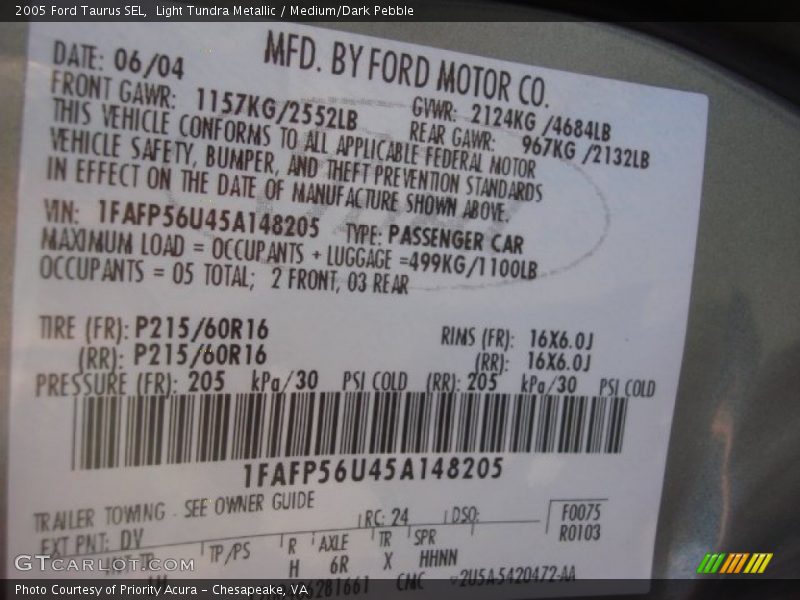 2005 Ford Taurus SEL,  Light Tundra Metallic / Medium/Dark Pebble
MFD. BY FORD MOTOR CO.
DATE: 06/04
GVWR: 2124KG /4684LB
FRONT GAWR: 1157KG/2552LB
REAR GAWR: 967KG /2132LB
THIS VEHICLE CONFORMS TO ALL APPLICABLE FEDERAL MOTOR
VEHICLE SAFETY, BUMPER, AND THEFT PREVENTION STANDARDS
IN EFFECT ON THE DATE OF MANUFACTURE SHOWN ABOVE.
VIN: 1FAFP56U45A148205 TYPE: PASSENGER CAR
MAXIMUM LOAD = OCCUPANTS + LUGGAGE =499KG/1100LB
OCCUPANTS = 05 TOTAL; 2 FRONT, 03 REAR
TIRE (FR): P215/60R16 RIMS (FR): 16X6.0J
(RR): P215/60R16 (RR): 16X6.0J
PRESSURE (FR): 205 kPa/30 PSI COLD (RR): 205 kPa/30 PSI COLD
1FAFP56U45A148205
TRAILER TOWING - SEE OWNER GUIDE
RC: 24 DSO: F0075
EXT PNT: DV R0103
TP/PS R AXLE TR SPR
H 6R X HHNN
CMC 2U5A-5420472-AA
GTCARLOT.COM
Photo Courtesy of Priority Acura – Chesapeake, VA